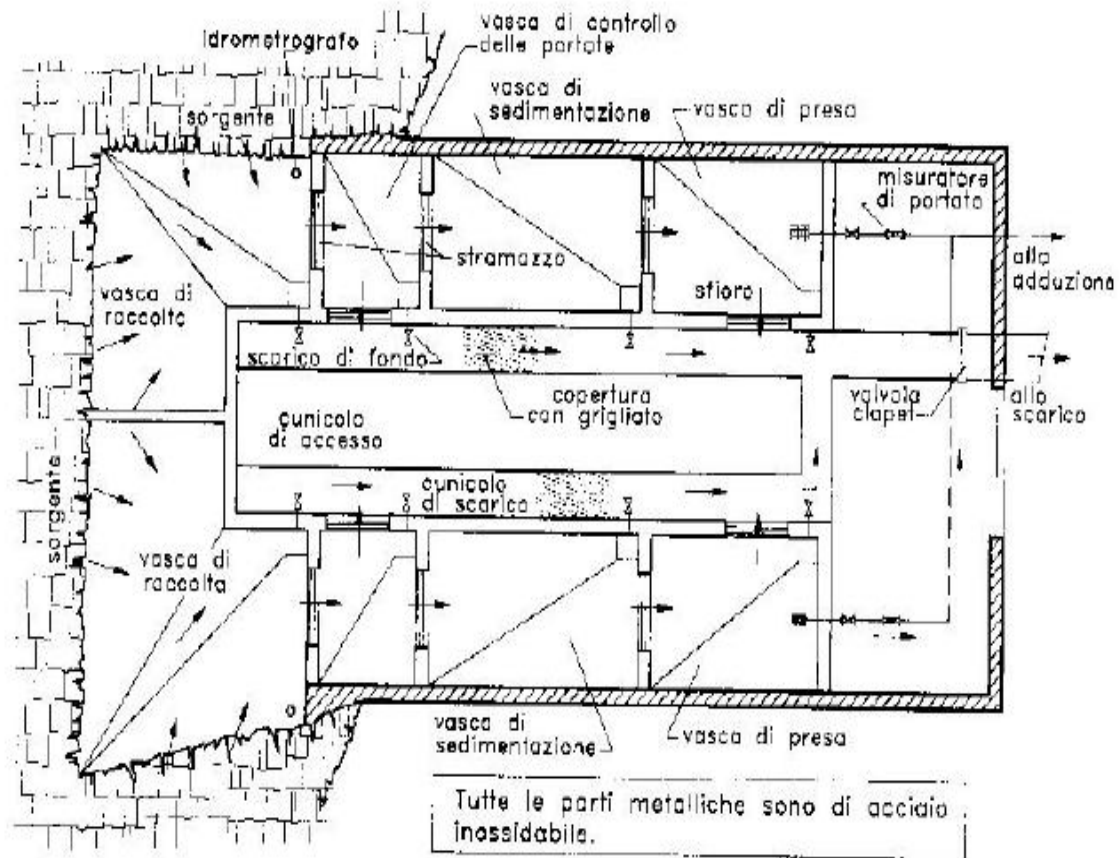 vasca di controllo
delle portate
idrometrografo
vasca di
sedimentazione
vasca di presa
sorgente
misuratore
di portata
stramazzo
alla
adduzione
sfioro
vasca di
raccolta
scarico di fondo
copertura
con grigliato
valvola
clapet
allo
scarico
cunicolo
di accesso
cunicolo
di scarico
sorgente
vasca di
raccolta
vasca di
sedimentazione
vasca di presa
Tutte le parti metalliche sono di acciaio
inossidabile.